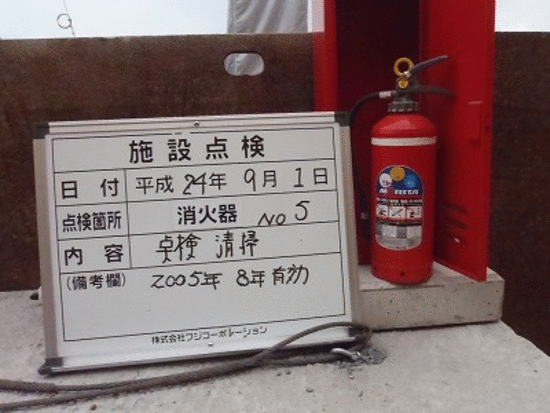 施設点検
日付 平成24年9月1日
点検箇所 消火器 NO 5
内容 点検 清掃
(備考欄) 2005年 8年有効
株式会社フジコーポレーション
MORITA